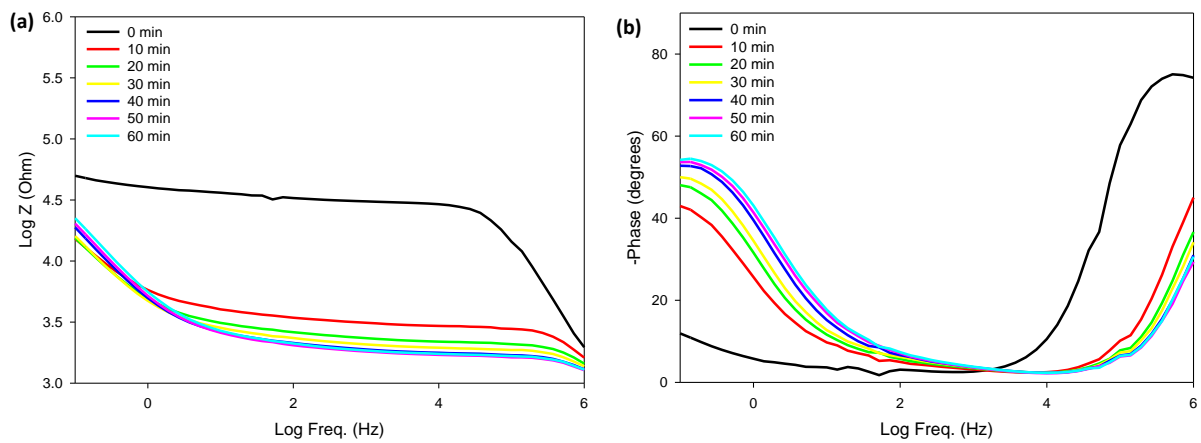 (a)
6.0
5.5
5.0
4.5
4.0
3.5
3.0
Log Z (Ohm)
0 min
10 min
20 min
30 min
40 min
50 min
60 min
0 2 4 6
Log Freq. (Hz)
(b)
80
60
40
20
0
-Phase (degrees)
0 min
10 min
20 min
30 min
40 min
50 min
60 min
0 2 4 6
Log Freq. (Hz)